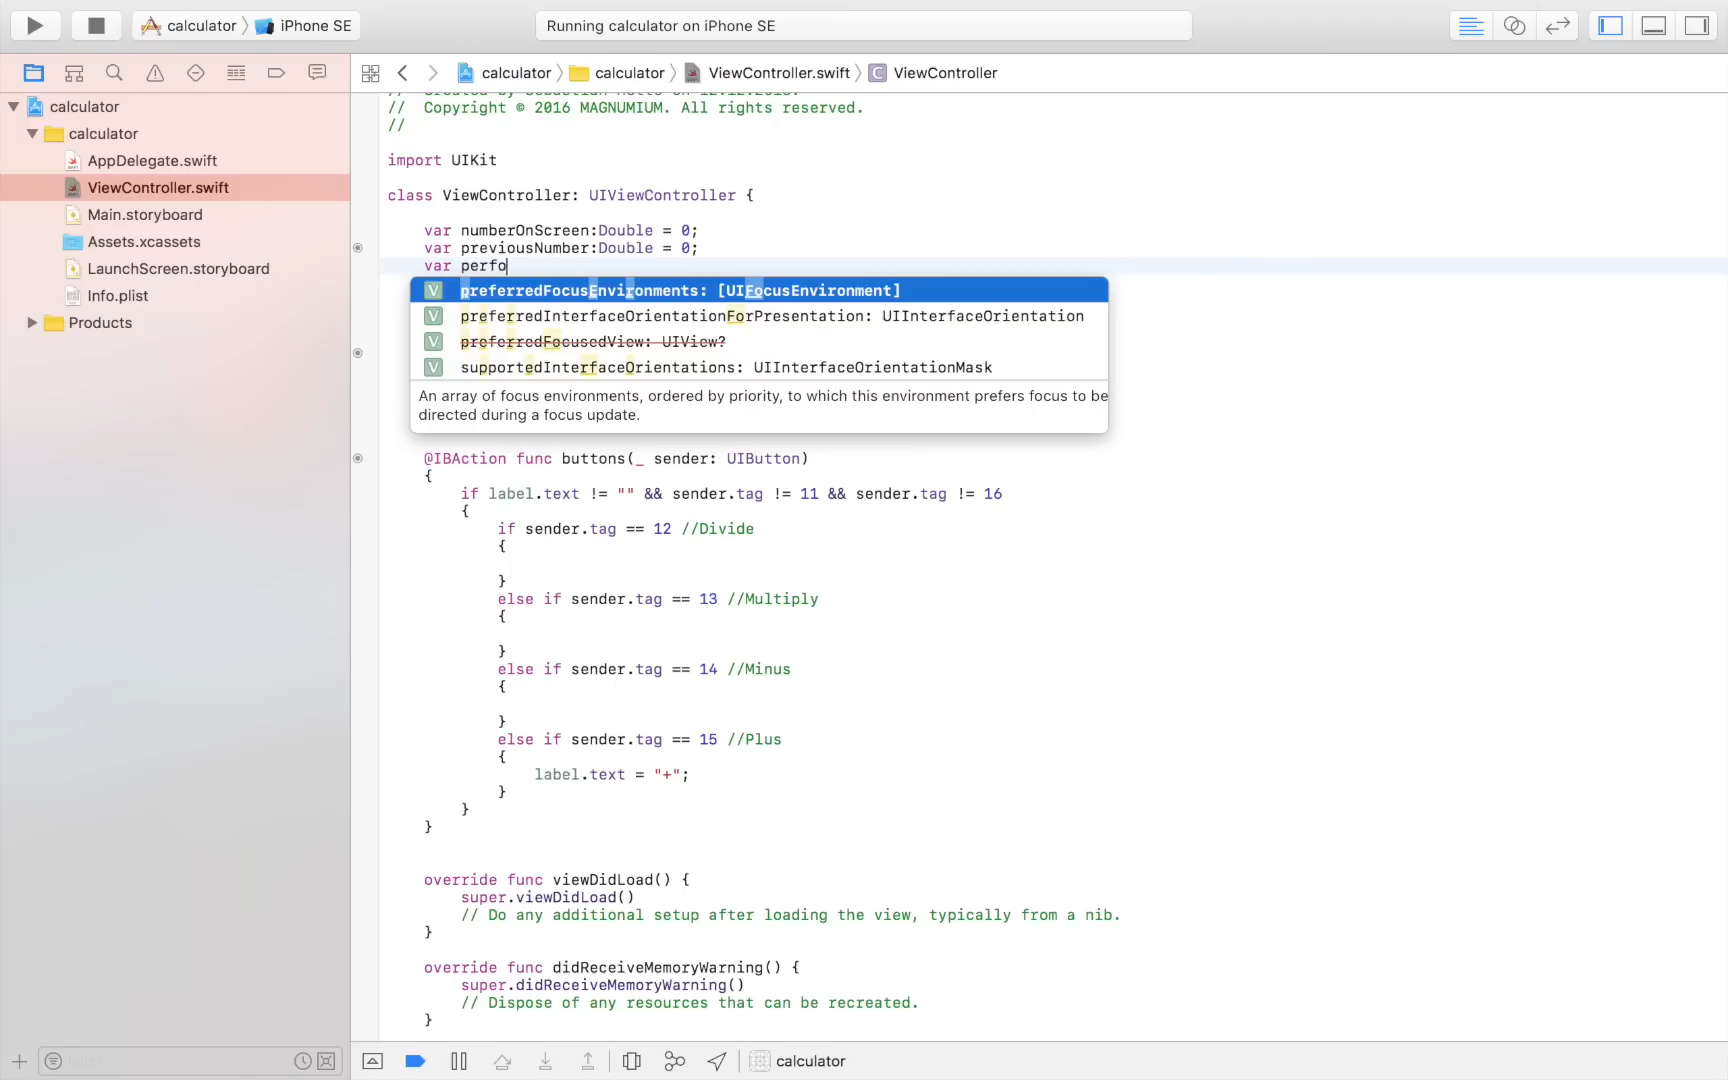 calculator iPhone SE Running calculator on iPhone SE
calculator calculator ViewController.swift C ViewController
calculator
calculator
AppDelegate.swift
ViewController.swift
Main.storyboard
Assets.xcassets
LaunchScreen.storyboard
Info.plist
Products
// Copyright © 2016 MAGNUMIUM. All rights reserved.
//
import UIKit
class ViewController: UIViewController {
var numberOnScreen:Double = 0;
var previousNumber:Double = 0;
var perfo
V preferredFocusEnvironments: [UIFocusEnvironment]
V preferredInterfaceOrientationForPresentation: UIInterfaceOrientation
V preferredFocusedView: UIView?
V supportedInterfaceOrientations: UIInterfaceOrientationMask
An array of focus environments, ordered by priority, to which this environment prefers focus to be
directed during a focus update.
@IBAction func buttons(_ sender: UIButton)
{
if label.text != "" && sender.tag != 11 && sender.tag != 16
{
if sender.tag == 12 //Divide
{
}
else if sender.tag == 13 //Multiply
{
}
else if sender.tag == 14 //Minus
{
}
else if sender.tag == 15 //Plus
{
label.text = "+";
}
}
}
override func viewDidLoad() {
super.viewDidLoad()
// Do any additional setup after loading the view, typically from a nib.
}
override func didReceiveMemoryWarning() {
super.didReceiveMemoryWarning()
// Dispose of any resources that can be recreated.
}
calculator